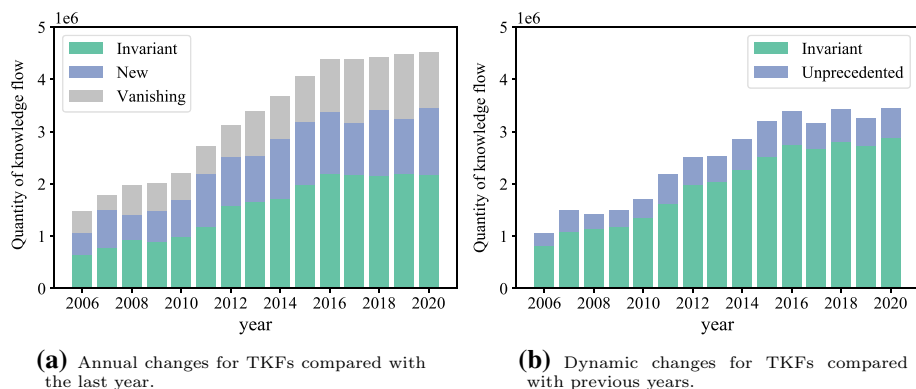 1e6
5
4
3
2
1
0
Quantity of knowledge flow
Invariant
New
Vanishing
2006 2008 2010 2012 2014 2016 2018 2020
year
(a) Annual changes for TKFs compared with
the last year.
1e6
5
4
3
2
1
0
Quantity of knowledge flow
Invariant
Unprecedented
2006 2008 2010 2012 2014 2016 2018 2020
year
(b) Dynamic changes for TKFs compared
with previous years.